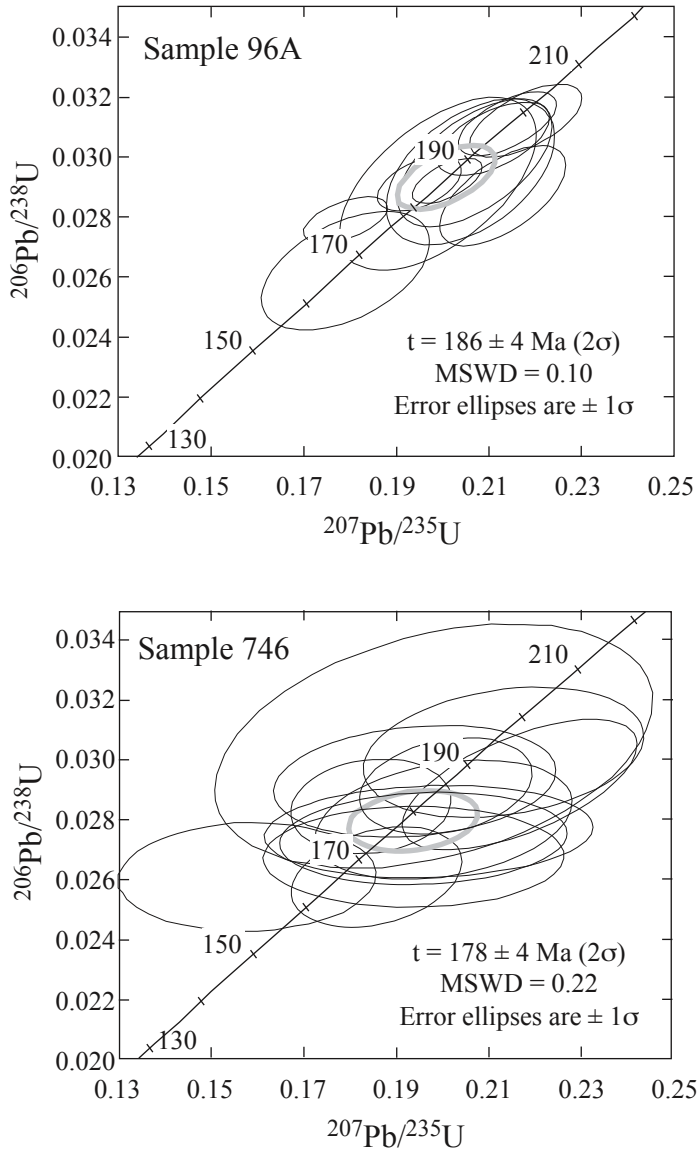 Sample 96A
0.034
0.032
0.030
0.028
0.026
0.024
0.022
0.020
²⁰⁶Pb/²³⁸U
210
190
170
150
130
t = 186 ± 4 Ma (2σ)
MSWD = 0.10
Error ellipses are ± 1σ
0.13 0.15 0.17 0.19 0.21 0.23 0.25
²⁰⁷Pb/²³⁵U
Sample 746
0.034
0.032
0.030
0.028
0.026
0.024
0.022
0.020
²⁰⁶Pb/²³⁸U
210
190
170
150
130
t = 178 ± 4 Ma (2σ)
MSWD = 0.22
Error ellipses are ± 1σ
0.13 0.15 0.17 0.19 0.21 0.23 0.25
²⁰⁷Pb/²³⁵U